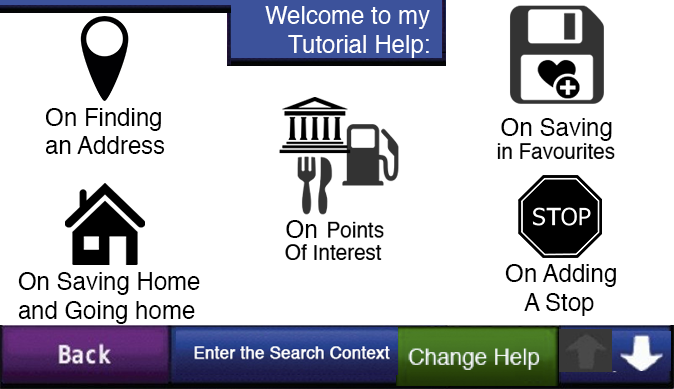 Welcome to my
Tutorial Help:
On Finding
an Address
On Saving
in Favourites
On Points
Of Interest
STOP
On Saving Home
and Going home
On Adding
A Stop
Back
Enter the Search Context
Change Help